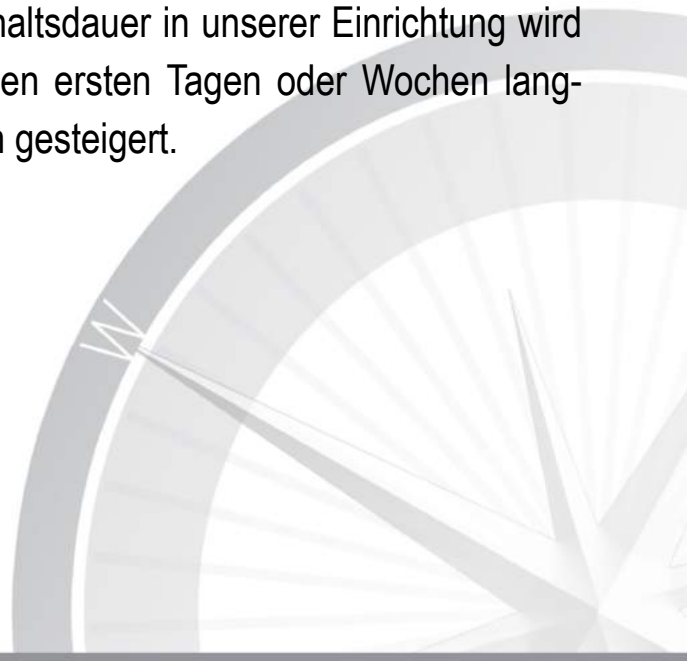 haltsdauer in unserer Einrichtung wird
en ersten Tagen oder Wochen lang-
gesteigert.
W